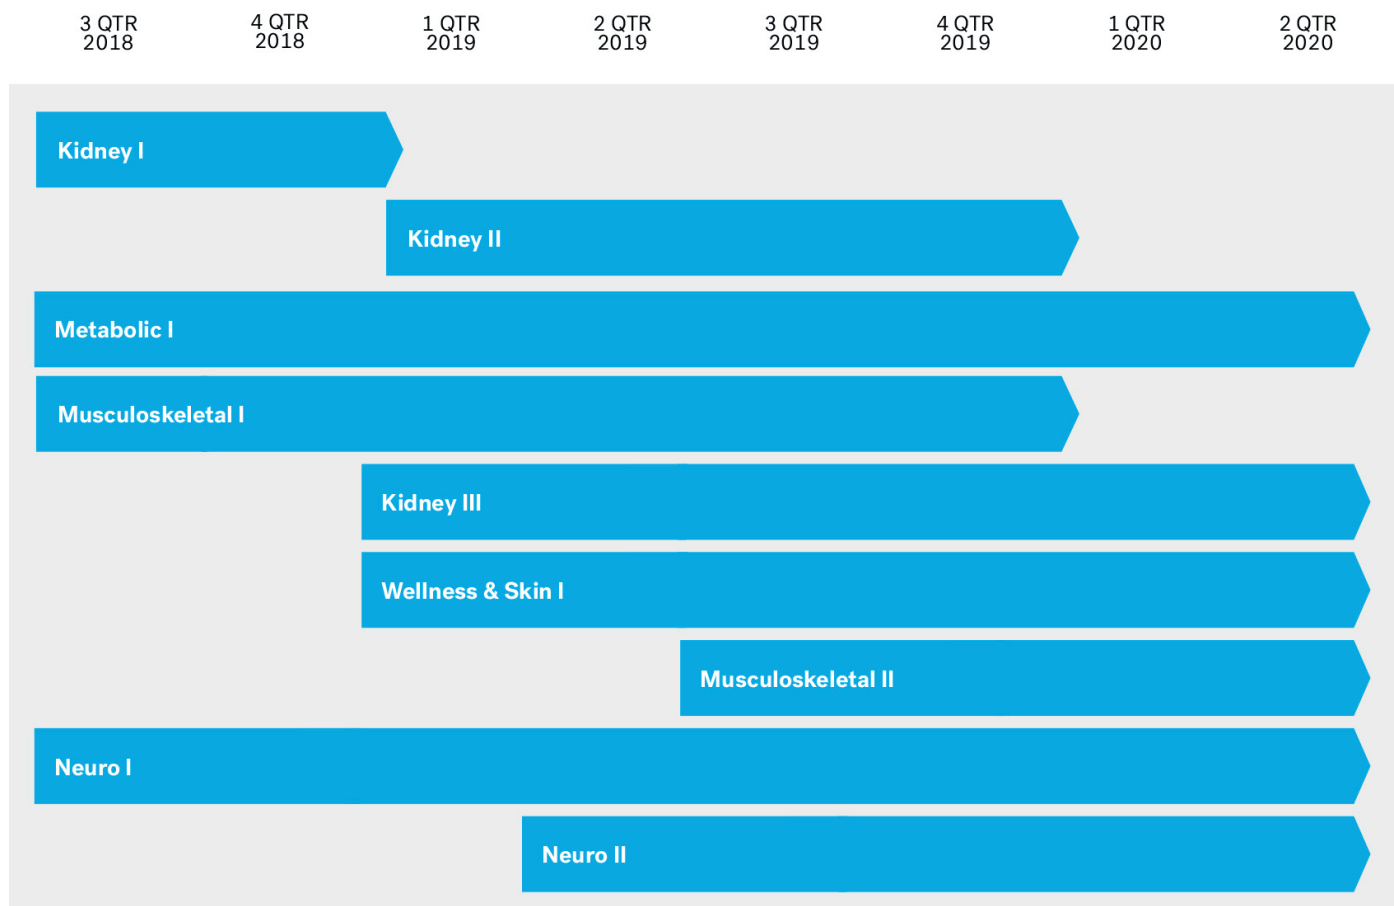 3 QTR 4 QTR 1 QTR 2 QTR 3 QTR 4 QTR 1 QTR 2 QTR
2018 2018 2019 2019 2019 2019 2020 2020
Kidney I
Kidney II
Metabolic I
Musculoskeletal I
Kidney III
Wellness & Skin I
Musculoskeletal II
Neuro I
Neuro II